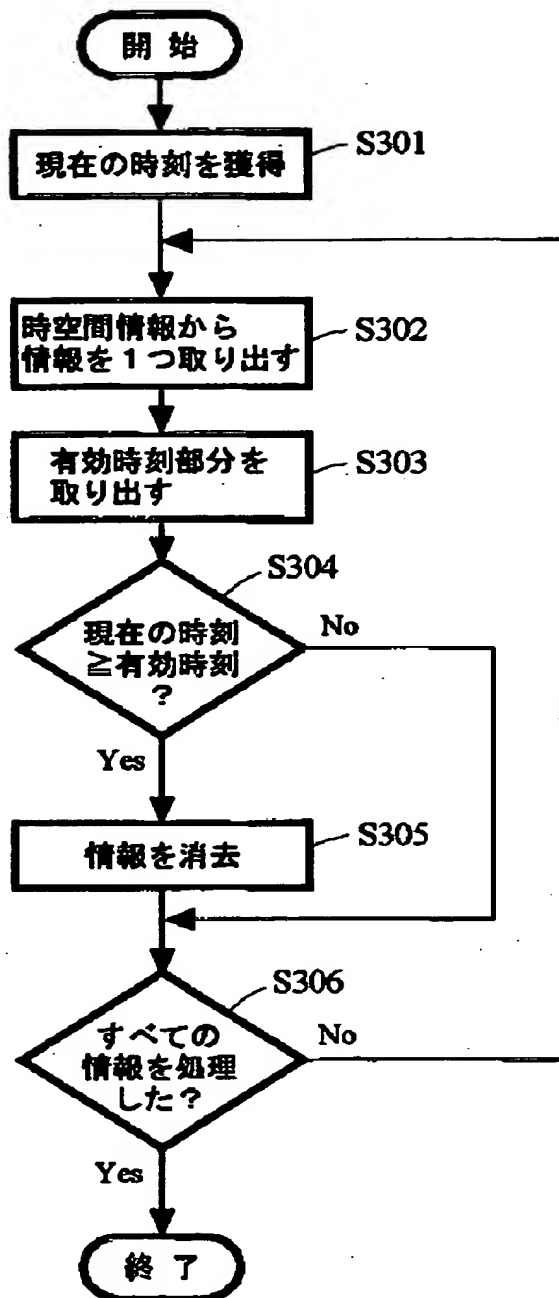 開 始
現在の時刻を獲得
S301
時空間情報から
情報を1つ取り出す
S302
有効時刻部分を
取り出す
S303
S304
現在の時刻
≧有効時刻
?
No
Yes
情報を消去
S305
S306
すべての
情報を処理
した?
No
Yes
終 了